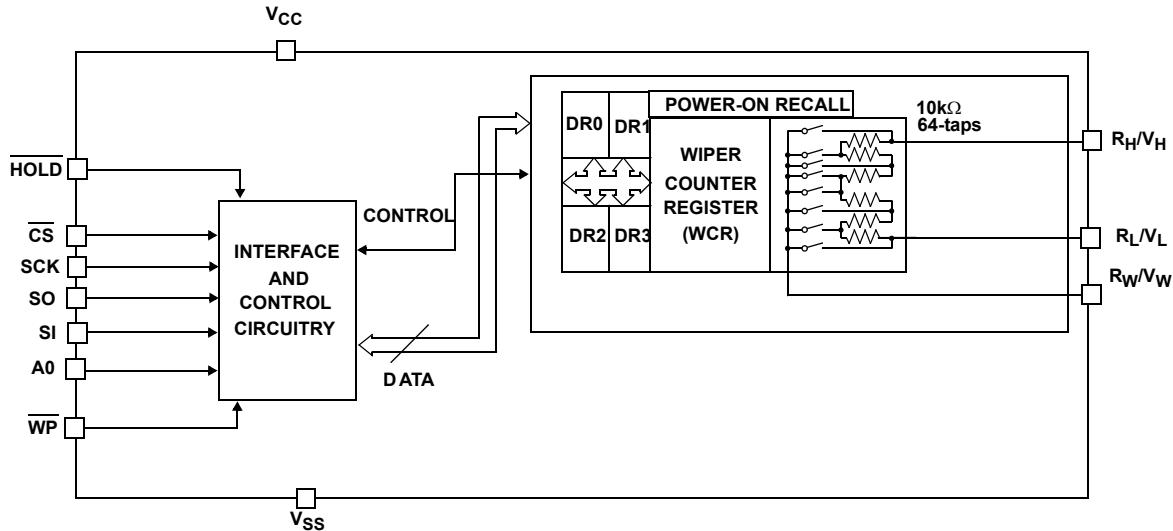 VCC
HOLD
CS
SCK
SO
SI
A0
WP
INTERFACE
AND
CONTROL
CIRCUITRY
CONTROL
DATA
DR0
DR1
DR2
DR3
POWER-ON RECALL
WIPER
COUNTER
REGISTER
(WCR)
10kΩ
64-taps
RH/VH
RL/VL
RW/VW
VSS